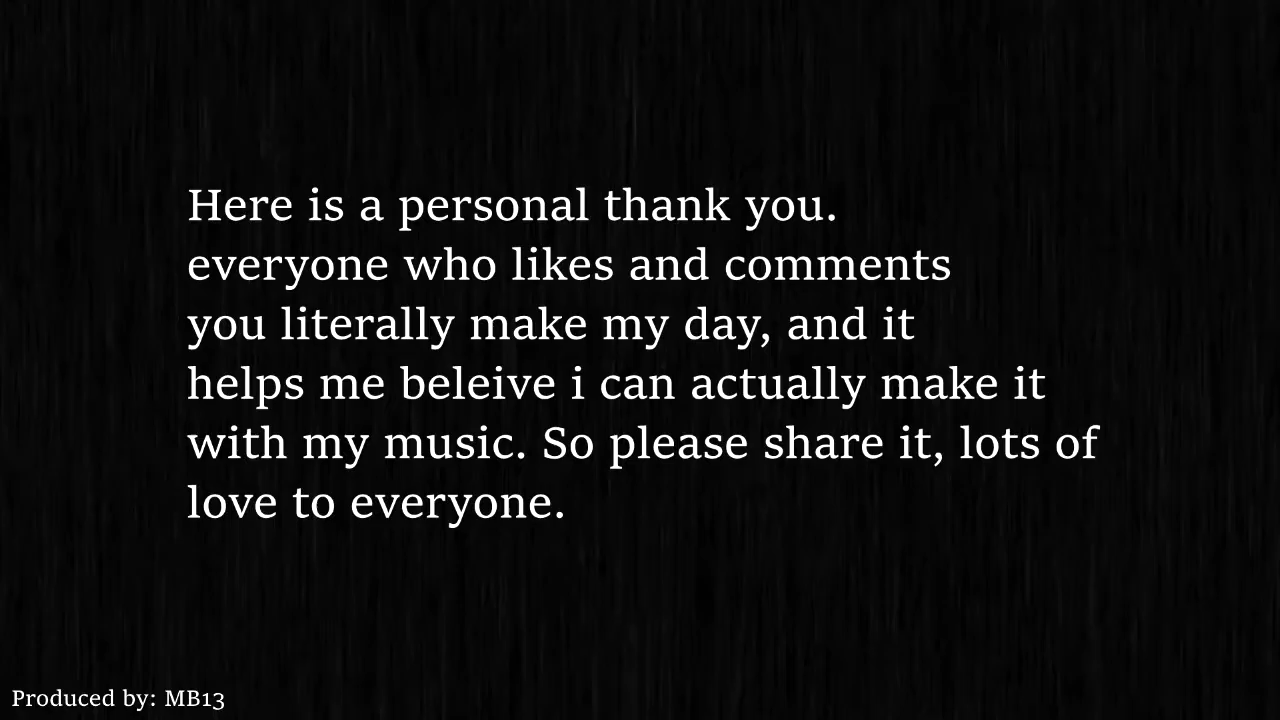 Here is a personal thank you.
everyone who likes and comments
you literally make my day, and it
helps me beleive i can actually make it
with my music. So please share it, lots of
love to everyone.
Produced by: MB13